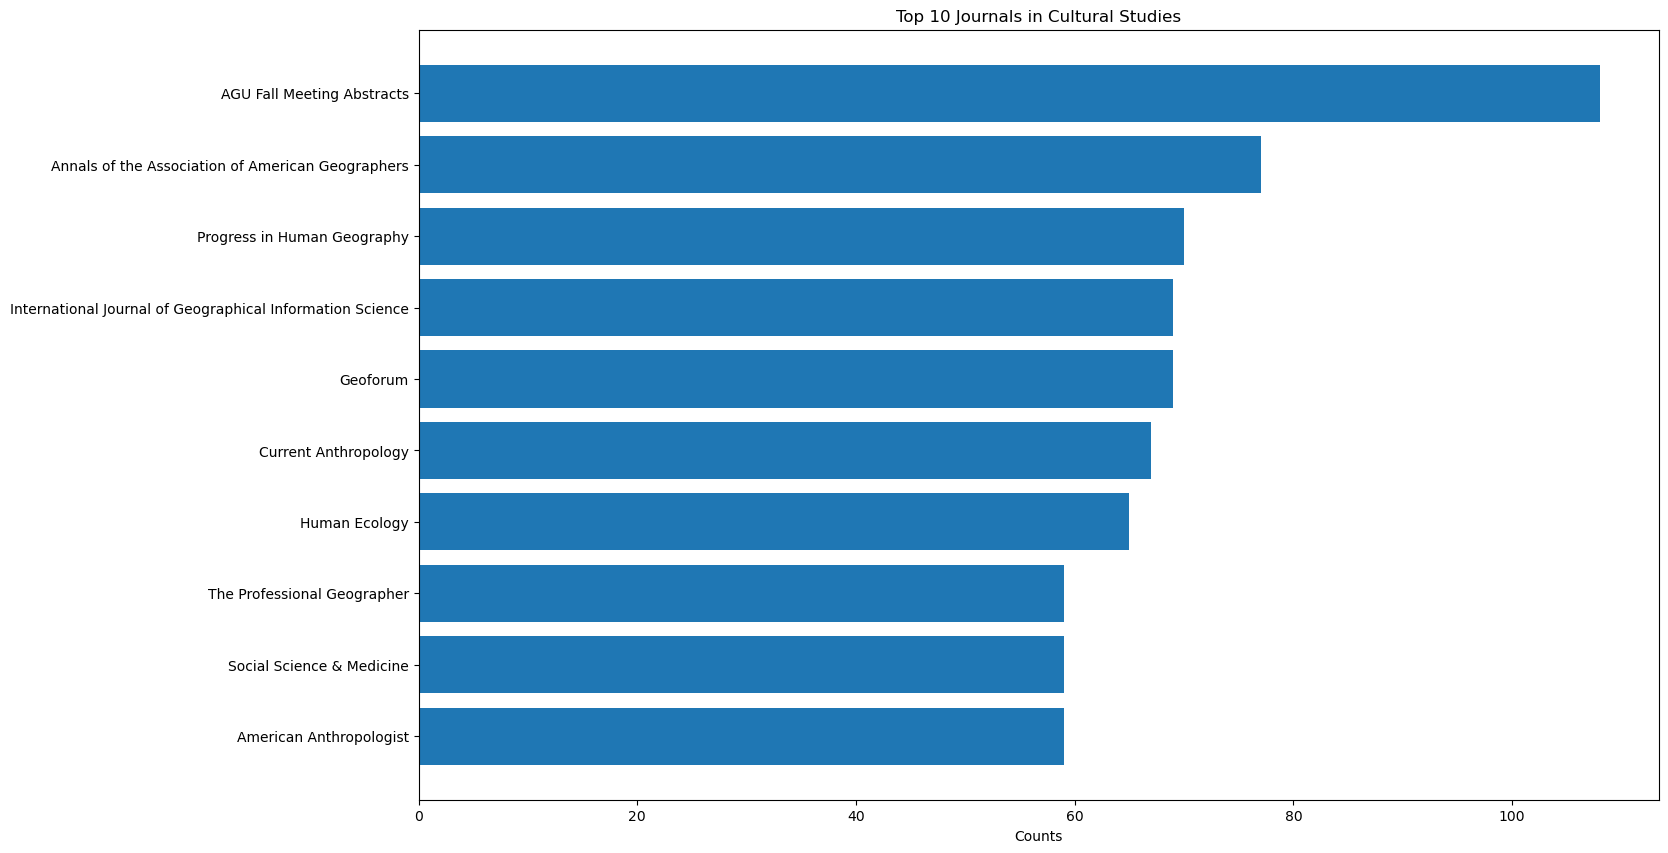 Top 10 Journals in Cultural Studies
AGU Fall Meeting Abstracts
Annals of the Association of American Geographers
Progress in Human Geography
International Journal of Geographical Information Science
Geoforum
Current Anthropology
Human Ecology
The Professional Geographer
Social Science & Medicine
American Anthropologist
0 20 40 60 80 100
Counts